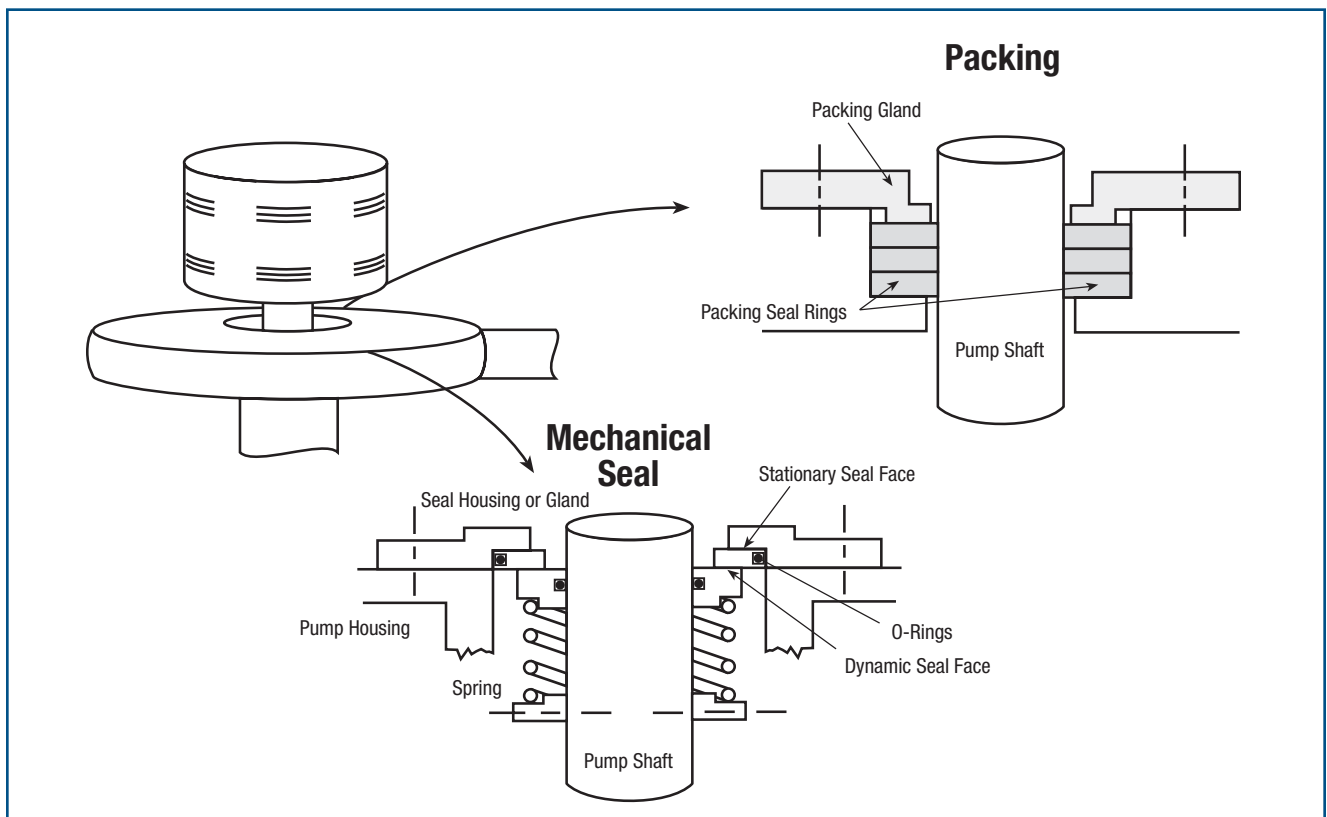 Packing
Packing Gland
Packing Seal Rings
Pump Shaft
Mechanical
Seal
Stationary Seal Face
Seal Housing or Gland
Pump Housing
O-Rings
Dynamic Seal Face
Spring
Pump Shaft